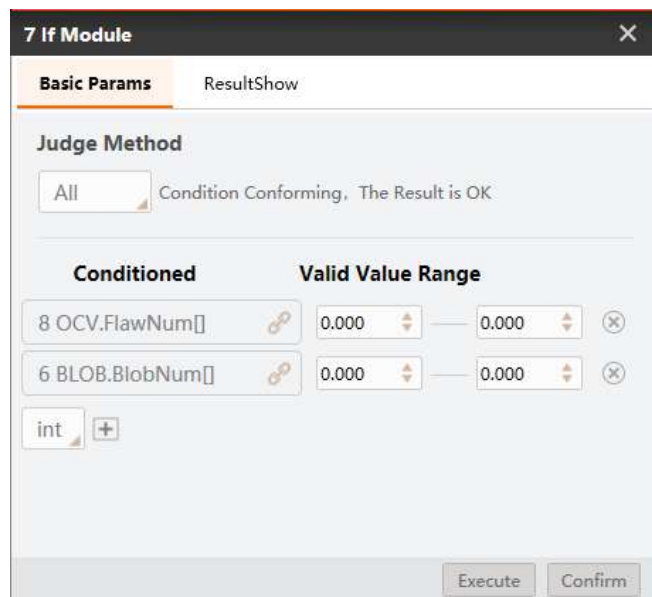 7 If Module
Basic Params ResultShow
Judge Method
All Condition Conforming, The Result is OK
Conditioned Valid Value Range
8 OCV.FlawNum[] 0.000 0.000
6 BLOB.BlobNum[] 0.000 0.000
int
Execute Confirm